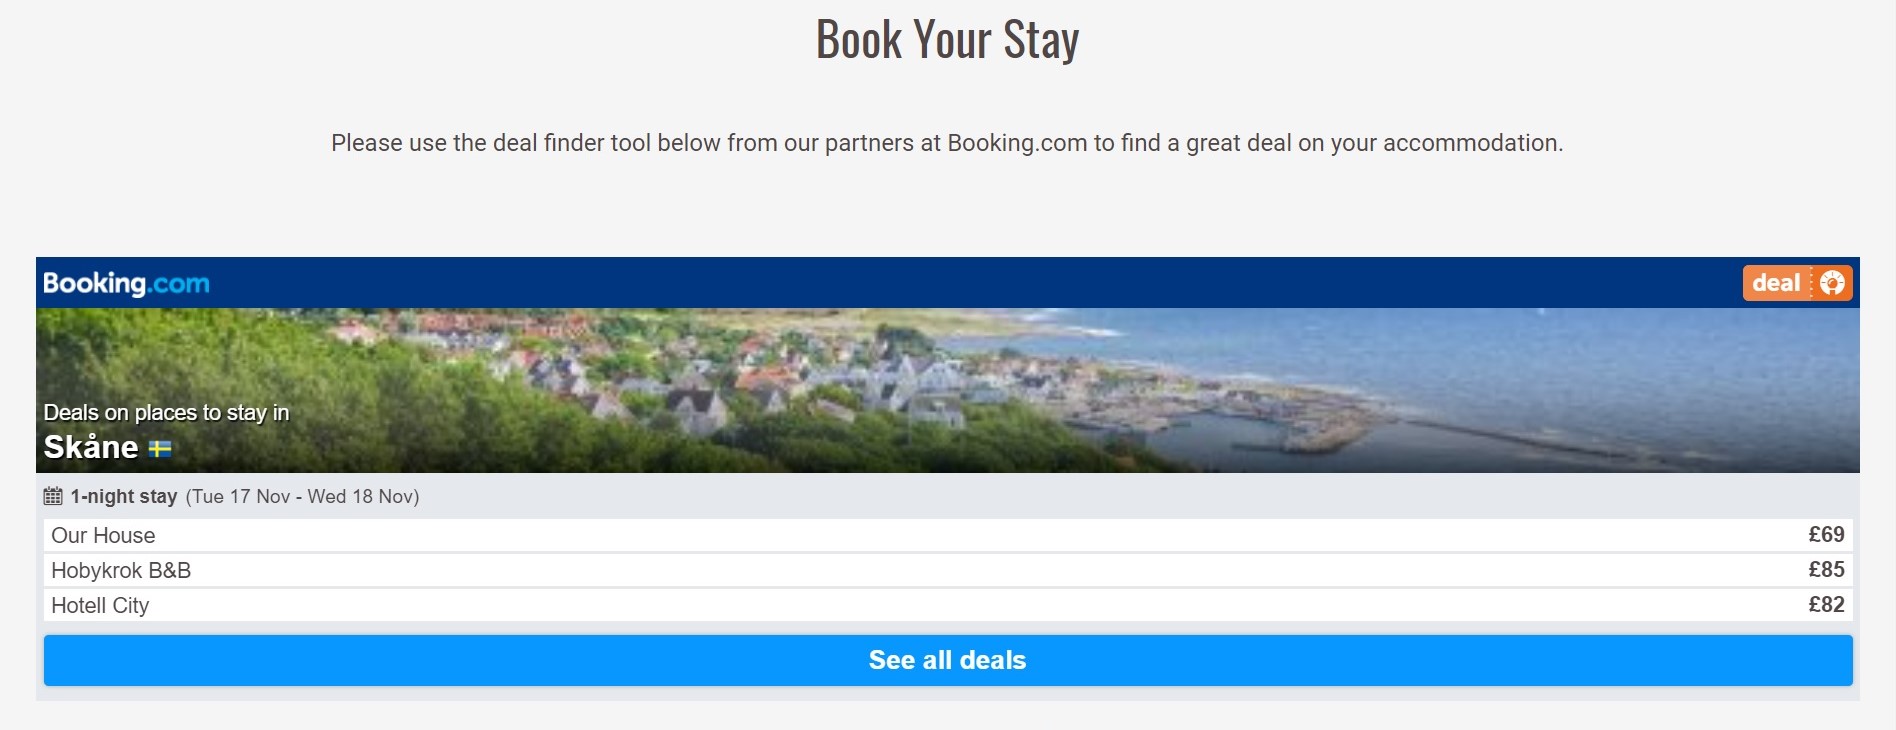 Book Your Stay
Please use the deal finder tool below from our partners at Booking.com to find a great deal on your accommodation.
Booking.com
deal
Deals on places to stay in
Skåne
1-night stay (Tue 17 Nov - Wed 18 Nov)
Our House £69
Hobykrok B&B £85
Hotell City £82
See all deals